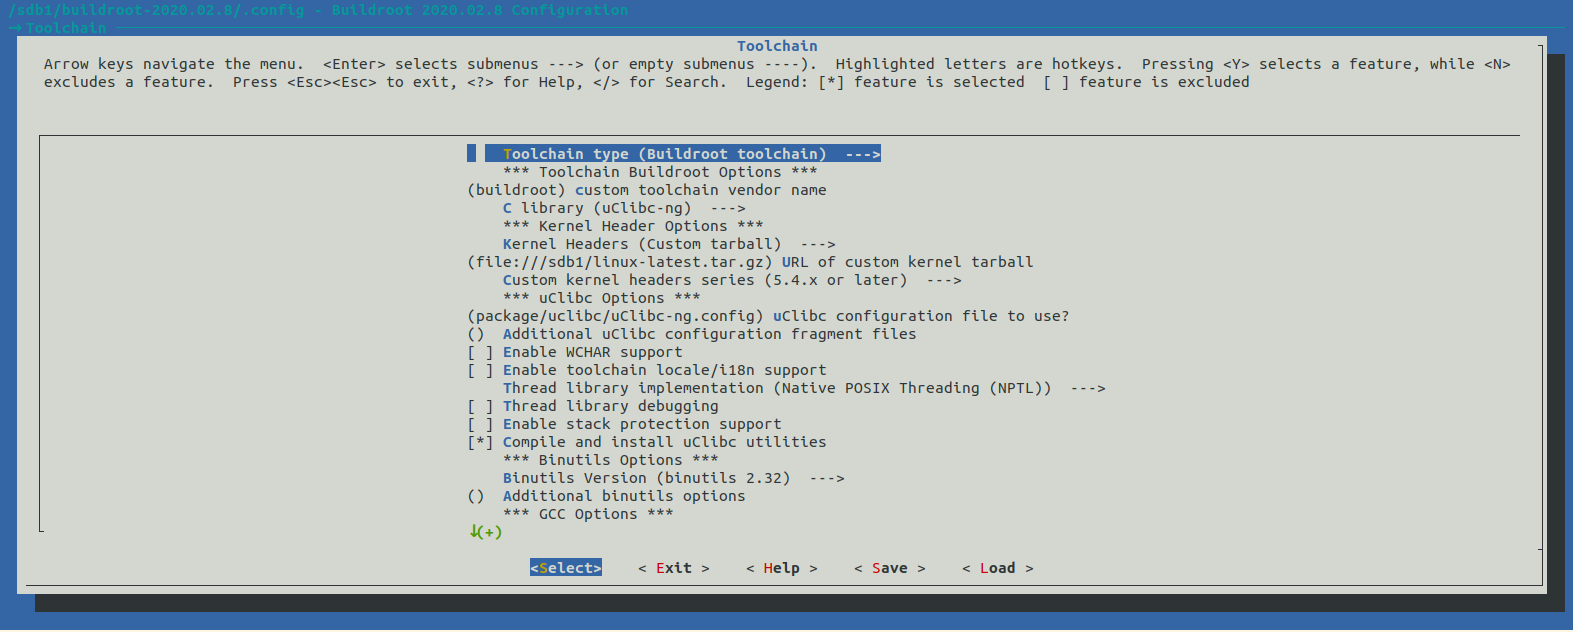 /sdb1/buildroot-2020.02.8/.config - Buildroot 2020.02.8 Configuration
→ Toolchain
Toolchain
Arrow keys navigate the menu.  <Enter> selects submenus ---> (or empty submenus ----).  Highlighted letters are hotkeys.  Pressing <Y> selects a feature, while <N>
excludes a feature.  Press <Esc><Esc> to exit, <?> for Help, </> for Search.  Legend: [*] feature is selected  [ ] feature is excluded
Toolchain type (Buildroot toolchain)  --->
*** Toolchain Buildroot Options ***
(buildroot) custom toolchain vendor name
C library (uClibc-ng)  --->
*** Kernel Header Options ***
Kernel Headers (Custom tarball)  --->
(file:///sdb1/linux-latest.tar.gz) URL of custom kernel tarball
Custom kernel headers series (5.4.x or later)  --->
*** uClibc Options ***
(package/uclibc/uClibc-ng.config) uClibc configuration file to use?
()  Additional uClibc configuration fragment files
[ ] Enable WCHAR support
[ ] Enable toolchain locale/i18n support
Thread library implementation (Native POSIX Threading (NPTL))  --->
[ ] Thread library debugging
[ ] Enable stack protection support
[*] Compile and install uClibc utilities
*** Binutils Options ***
Binutils Version (binutils 2.32)  --->
()  Additional binutils options
*** GCC Options ***
↓(+)
<Select>    < Exit >    < Help >    < Save >    < Load >